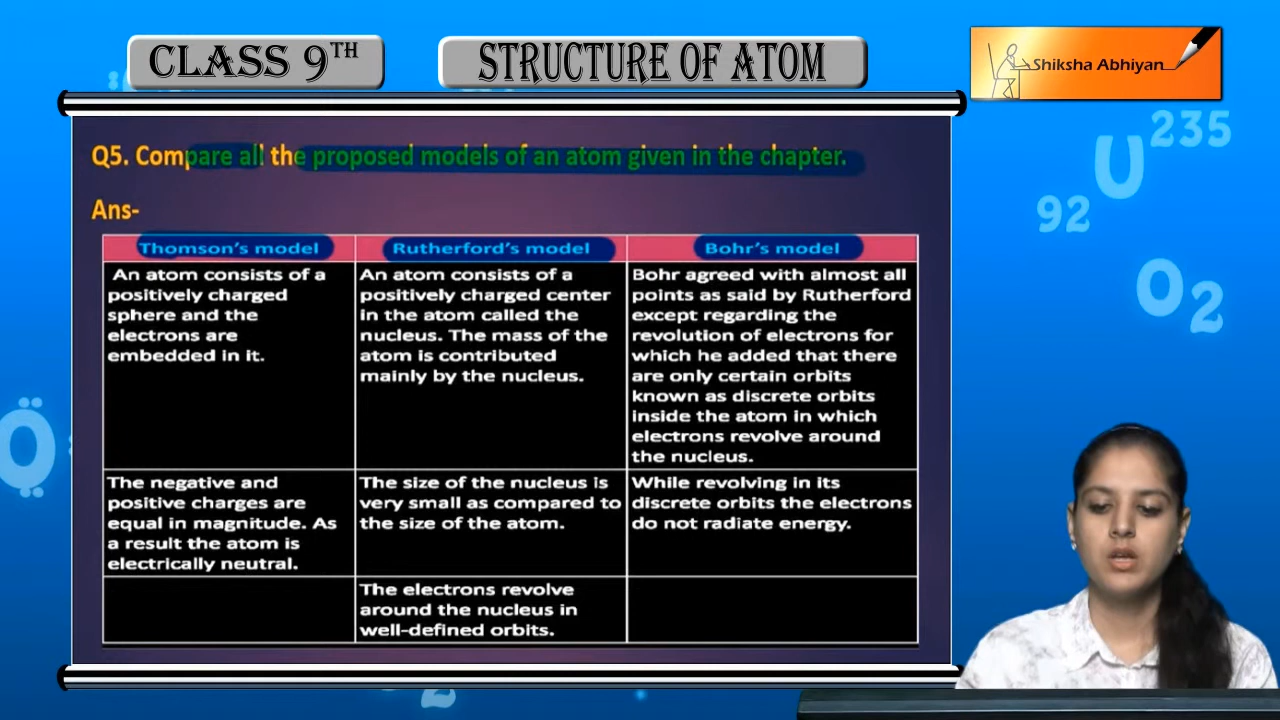 CLASS 9TH
STRUCTURE OF ATOM
Shiksha Abhiyan
Q5. Compare all the proposed models of an atom given in the chapter.
Ans-
Thomson's model
An atom consists of a
positively charged
sphere and the
electrons are
embedded in it.
The negative and
positive charges are
equal in magnitude. As
a result the atom is
electrically neutral.
Rutherford's model
An atom consists of a
positively charged center
in the atom called the
nucleus. The mass of the
atom is contributed
mainly by the nucleus.
The size of the nucleus is
very small as compared to
the size of the atom.
The electrons revolve
around the nucleus in
well-defined orbits.
Bohr's model
Bohr agreed with almost all
points as said by Rutherford
except regarding the
revolution of electrons for
which he added that there
are only certain orbits
known as discrete orbits
inside the atom in which
electrons revolve around
the nucleus.
While revolving in its
discrete orbits the electrons
do not radiate energy.
92 U 235
O2